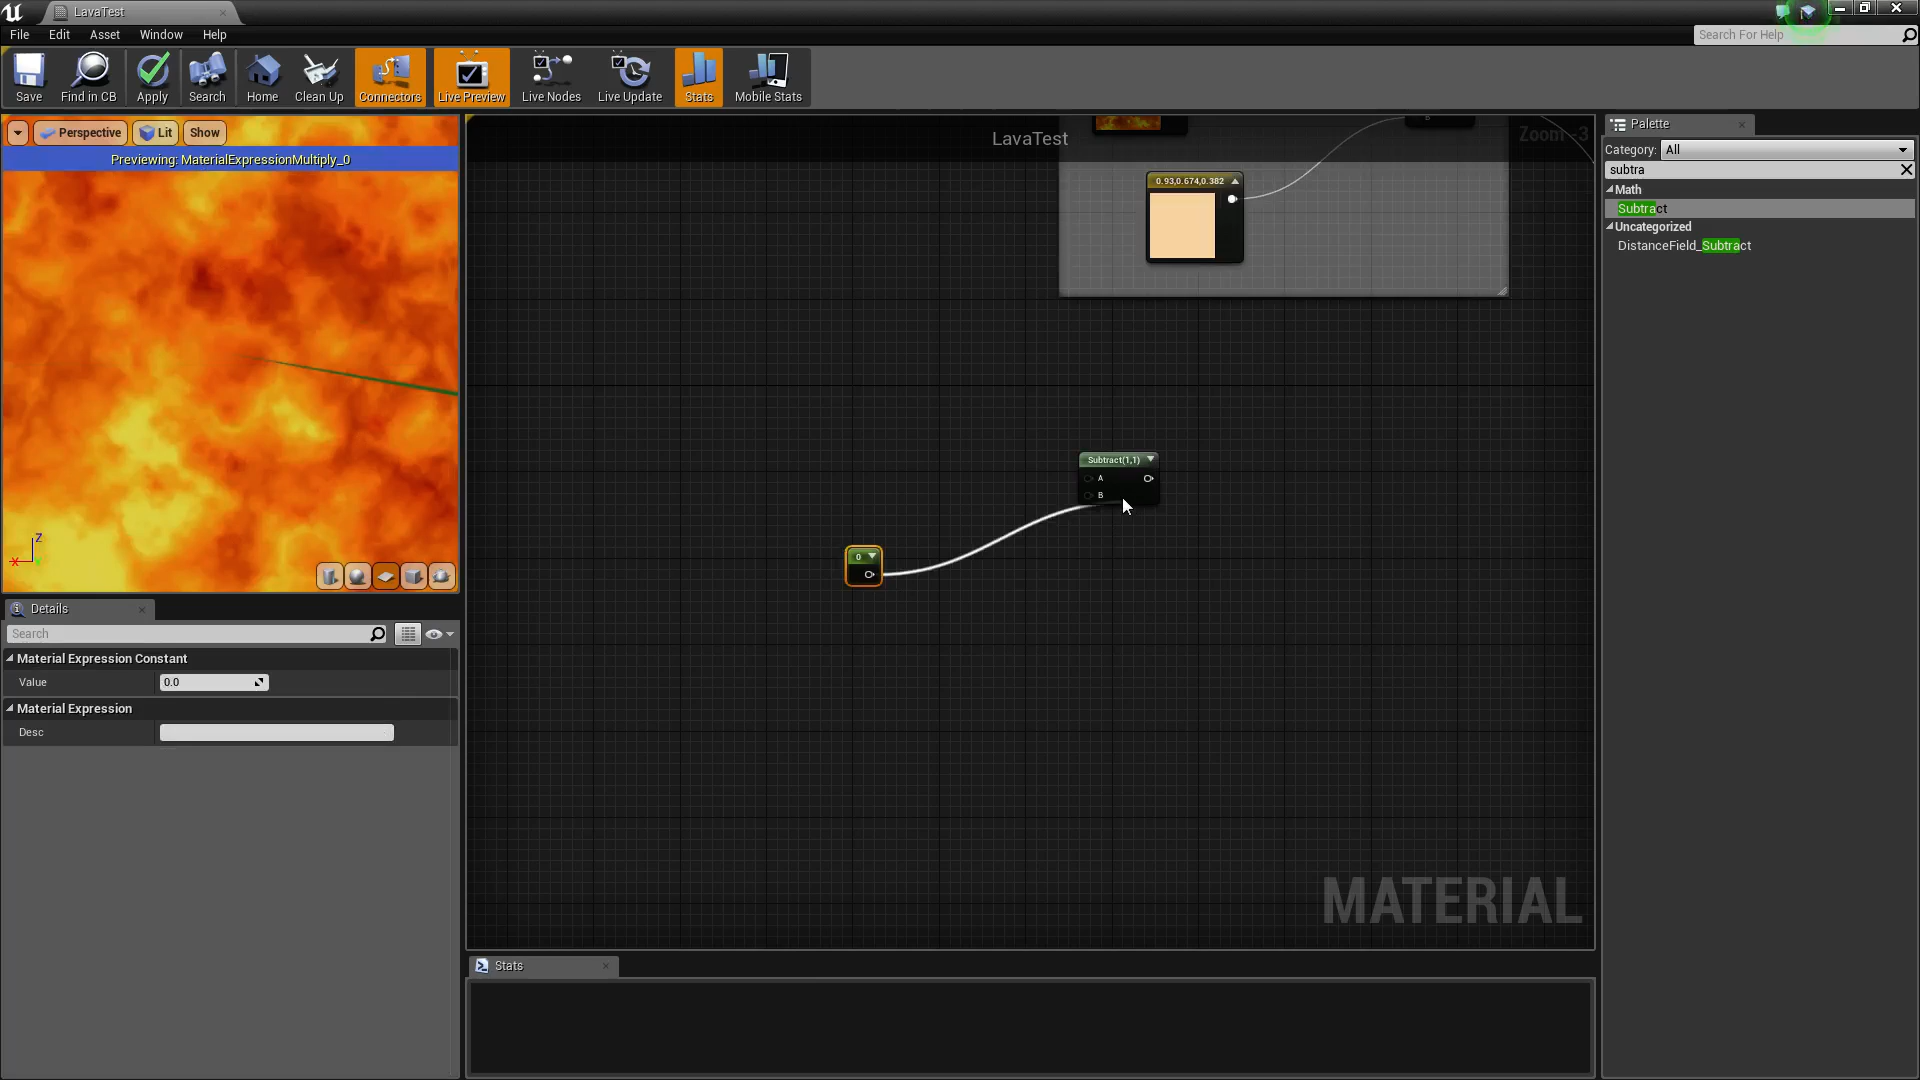 LavaTest
File Edit Asset Window Help
Search For Help
Save Find in CB Apply Search Home Clean Up Connectors Live Preview Live Nodes Live Update Stats Mobile Stats
Perspective Lit Show
Previewing: MaterialExpressionMultiply_0
Z
X
LavaTest
Zoom -3
B
0.93,0.674,0.382
Subtract(1,1)
A
B
0
MATERIAL
Palette
Category: All
subtra
Math
Subtract
Uncategorized
DistanceField_Subtract
Details
Search
Material Expression Constant
Value 0.0
Material Expression
Desc
Stats